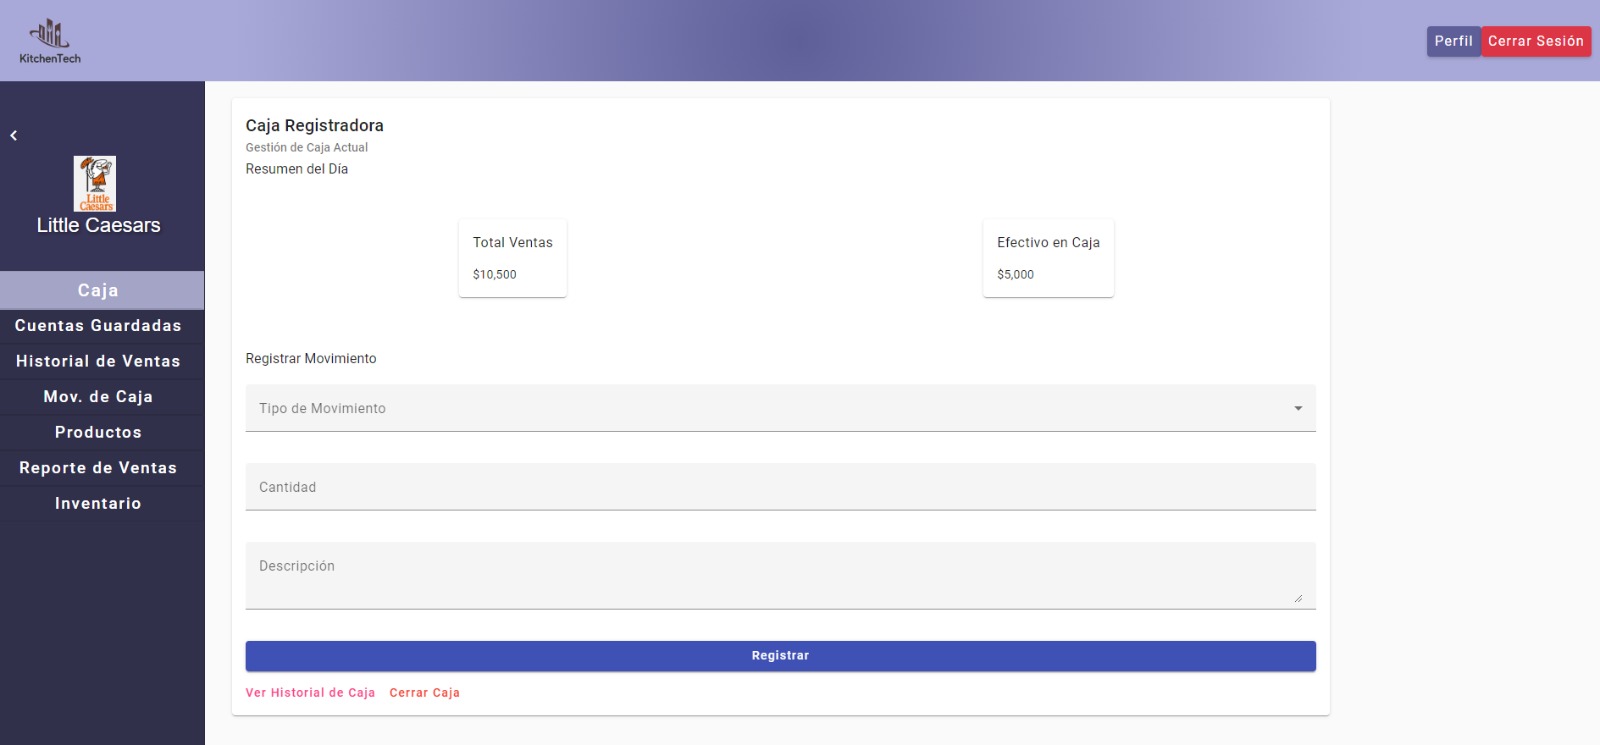 KitchenTech
Perfil
Cerrar Sesión
Little
Caesars
Little Caesars
Caja
Cuentas Guardadas
Historial de Ventas
Mov. de Caja
Productos
Reporte de Ventas
Inventario
Caja Registradora
Gestión de Caja Actual
Resumen del Día
Total Ventas
$10,500
Efectivo en Caja
$5,000
Registrar Movimiento
Tipo de Movimiento
Cantidad
Descripción
Registrar
Ver Historial de Caja
Cerrar Caja